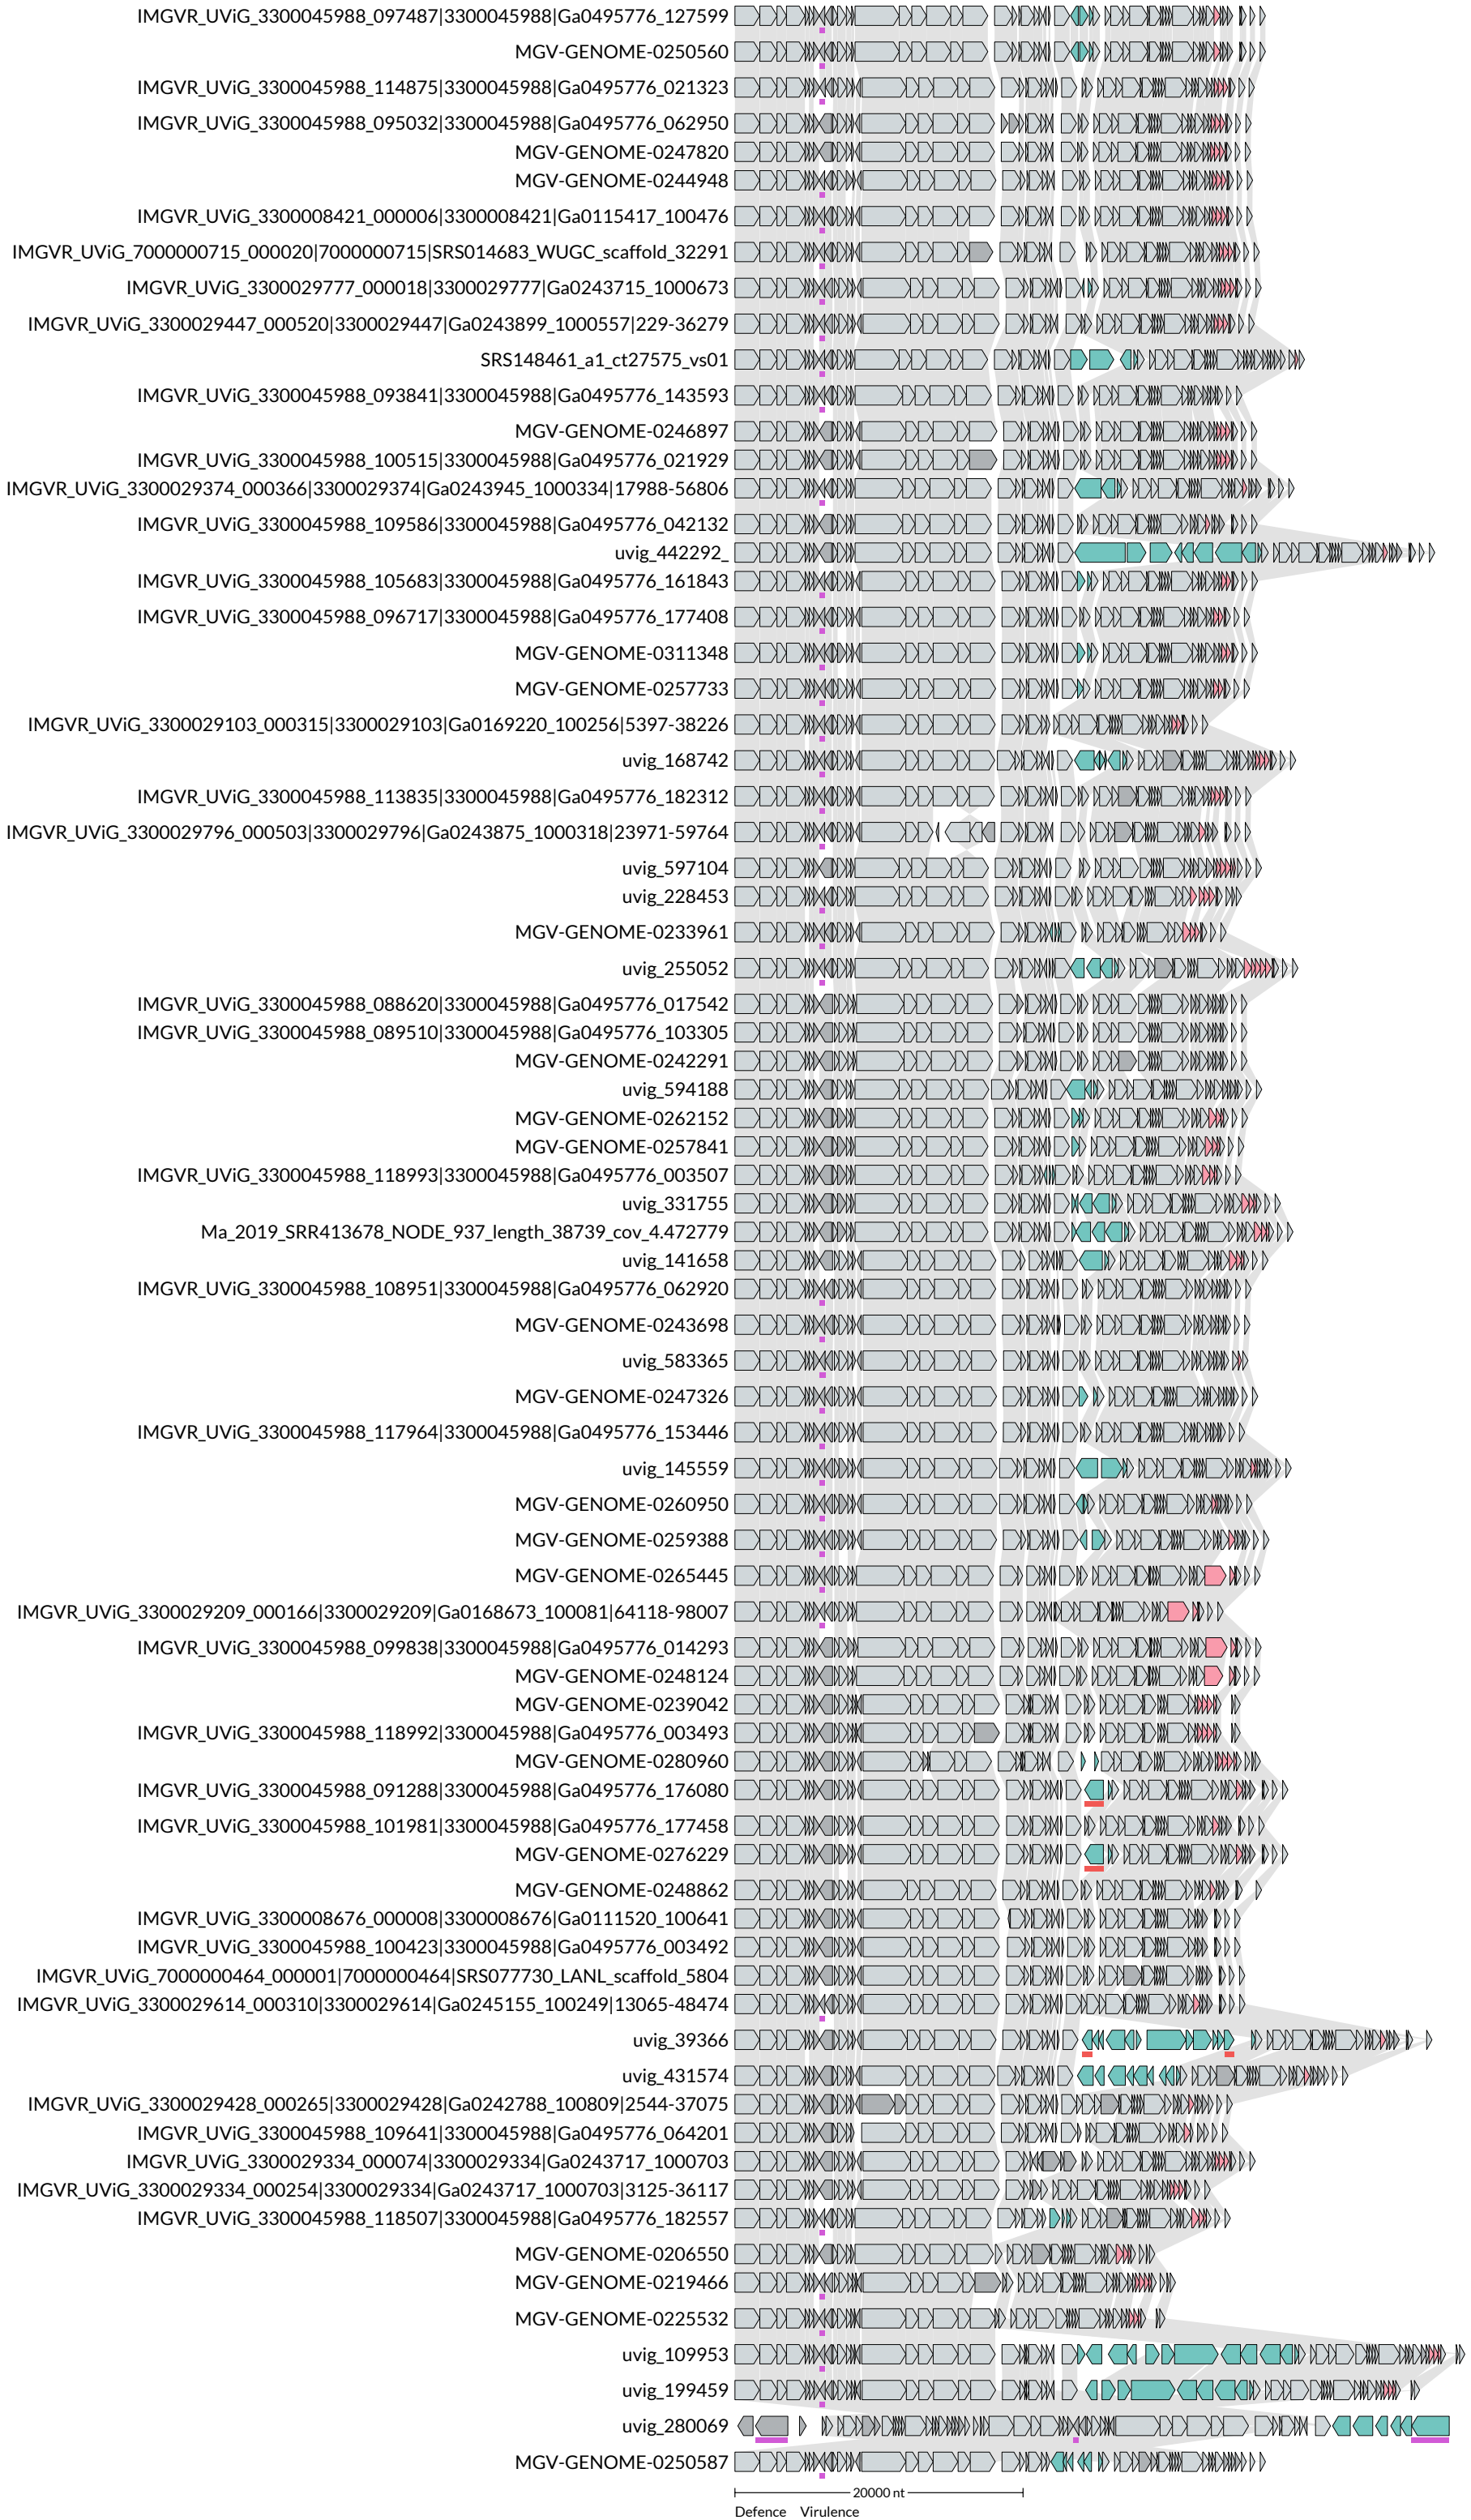 IMGVR_UViG_3300045988_097487|3300045988|Ga0495776_127599
MGV-GENOME-0250560
IMGVR_UViG_3300045988_114875|3300045988|Ga0495776_021323
IMGVR_UViG_3300045988_095032|3300045988|Ga0495776_062950
MGV-GENOME-0247820
MGV-GENOME-0244948
IMGVR_UViG_3300008421_000006|3300008421|Ga0115417_100476
IMGVR_UViG_7000000715_000020|7000000715|SRS014683_WUGC_scaffold_32291
IMGVR_UViG_3300029777_000018|3300029777|Ga0243715_1000673
IMGVR_UViG_3300029447_000520|3300029447|Ga0243899_1000557|229-36279
SRS148461_a1_ct27575_vs01
IMGVR_UViG_3300045988_093841|3300045988|Ga0495776_143593
MGV-GENOME-0246897
IMGVR_UViG_3300045988_100515|3300045988|Ga0495776_021929
IMGVR_UViG_3300029374_000366|3300029374|Ga0243945_1000334|17988-56806
IMGVR_UViG_3300045988_109586|3300045988|Ga0495776_042132
uvig_442292_
IMGVR_UViG_3300045988_105683|3300045988|Ga0495776_161843
IMGVR_UViG_3300045988_096717|3300045988|Ga0495776_177408
MGV-GENOME-0311348
MGV-GENOME-0257733
IMGVR_UViG_3300029103_000315|3300029103|Ga0169220_100256|5397-38226
uvig_168742
IMGVR_UViG_3300045988_113835|3300045988|Ga0495776_182312
IMGVR_UViG_3300029796_000503|3300029796|Ga0243875_1000318|23971-59764
uvig_597104
uvig_228453
MGV-GENOME-0233961
uvig_255052
IMGVR_UViG_3300045988_088620|3300045988|Ga0495776_017542
IMGVR_UViG_3300045988_089510|3300045988|Ga0495776_103305
MGV-GENOME-0242291
uvig_594188
MGV-GENOME-0262152
MGV-GENOME-0257841
IMGVR_UViG_3300045988_118993|3300045988|Ga0495776_003507
uvig_331755
Ma_2019_SRR413678_NODE_937_length_38739_cov_4.472779
uvig_141658
IMGVR_UViG_3300045988_108951|3300045988|Ga0495776_062920
MGV-GENOME-0243698
uvig_583365
MGV-GENOME-0247326
IMGVR_UViG_3300045988_117964|3300045988|Ga0495776_153446
uvig_145559
MGV-GENOME-0260950
MGV-GENOME-0259388
MGV-GENOME-0265445
IMGVR_UViG_3300029209_000166|3300029209|Ga0168673_100081|64118-98007
IMGVR_UViG_3300045988_099838|3300045988|Ga0495776_014293
MGV-GENOME-0248124
MGV-GENOME-0239042
IMGVR_UViG_3300045988_118992|3300045988|Ga0495776_003493
MGV-GENOME-0280960
IMGVR_UViG_3300045988_091288|3300045988|Ga0495776_176080
IMGVR_UViG_3300045988_101981|3300045988|Ga0495776_177458
MGV-GENOME-0276229
MGV-GENOME-0248862
IMGVR_UViG_3300008676_000008|3300008676|Ga0111520_100641
IMGVR_UViG_3300045988_100423|3300045988|Ga0495776_003492
IMGVR_UViG_7000000464_000001|7000000464|SRS077730_LANL_scaffold_5804
IMGVR_UViG_3300029614_000310|3300029614|Ga0245155_100249|13065-48474
uvig_39366
uvig_431574
IMGVR_UViG_3300029428_000265|3300029428|Ga0242788_100809|2544-37075
IMGVR_UViG_3300045988_109641|3300045988|Ga0495776_064201
IMGVR_UViG_3300029334_000074|3300029334|Ga0243717_1000703
IMGVR_UViG_3300029334_000254|3300029334|Ga0243717_1000703|3125-36117
IMGVR_UViG_3300045988_118507|3300045988|Ga0495776_182557
MGV-GENOME-0206550
MGV-GENOME-0219466
MGV-GENOME-0225532
uvig_109953
uvig_199459
uvig_280069
MGV-GENOME-0250587
20000 nt
Defence Virulence